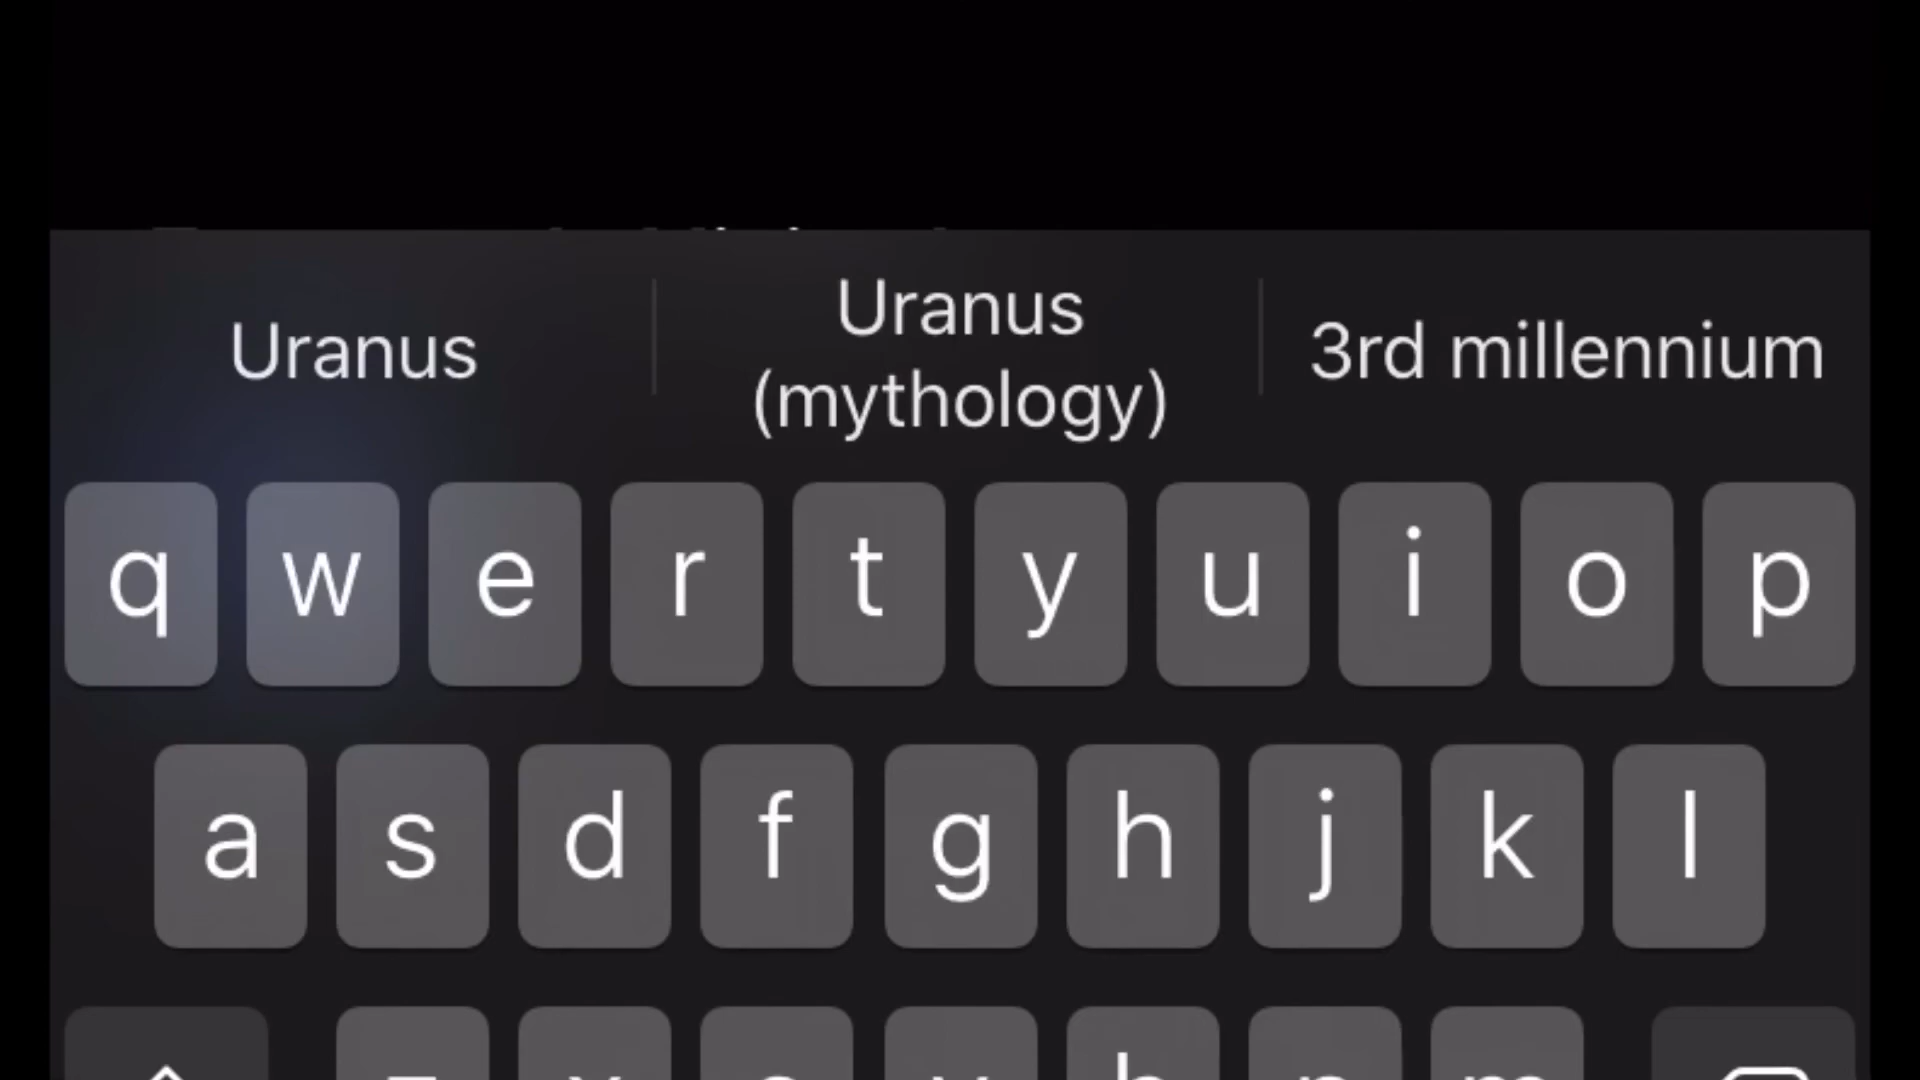 Uranus
Uranus
(mythology)
3rd millennium
q w e r t y u i o p
a s d f g h j k l